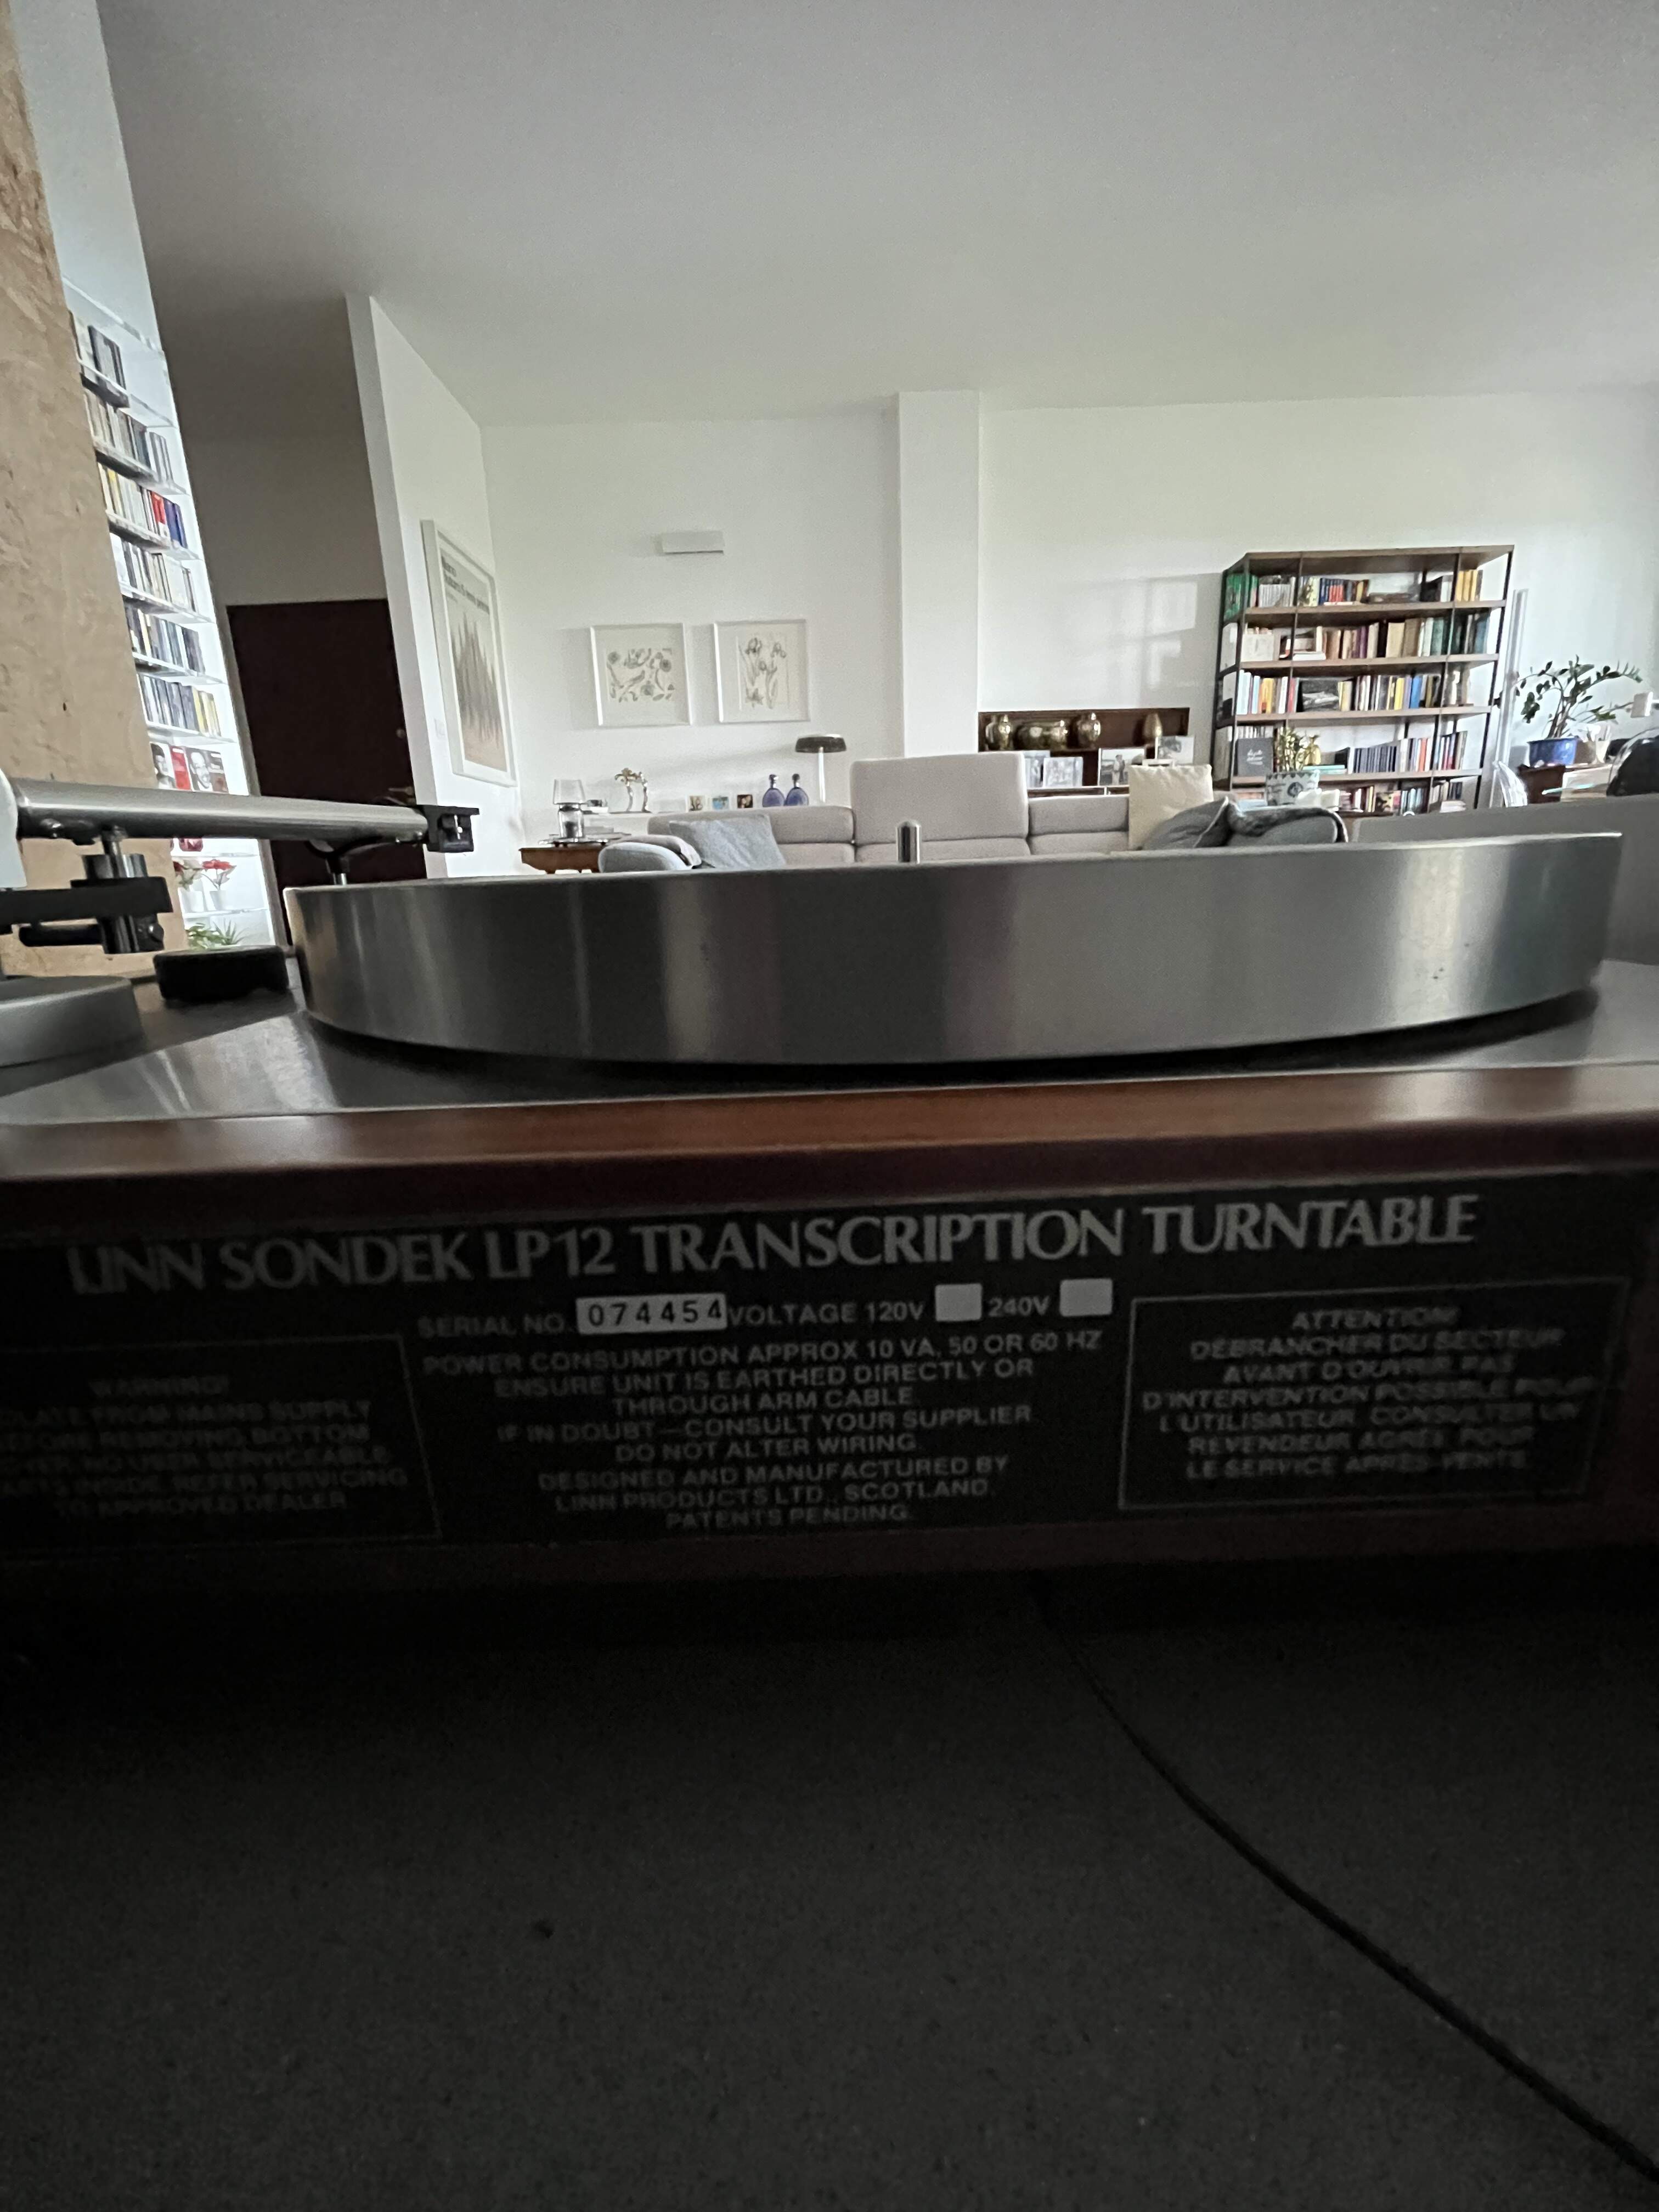 LINN SONDEK LP12 TRANSCRIPTION TURNTABLE
SERIAL NO. 074454 VOLTAGE 120V 240V
POWER CONSUMPTION APPROX 10 VA, 50 OR 60 HZ
ENSURE UNIT IS EARTHED DIRECTLY OR
THROUGH ARM CABLE.
IF IN DOUBT—CONSULT YOUR SUPPLIER
DO NOT ALTER WIRING.
DESIGNED AND MANUFACTURED BY
LINN PRODUCTS LTD., SCOTLAND.
PATENTS PENDING.
WARNING!
FROM MAINS SUPPLY
BEFORE REMOVING BOTTOM
NO USER SERVICEABLE
INSIDE. REFER SERVICING
TO APPROVED DEALER
ATTENTION!
DÉBRANCHER DU SECTEUR
AVANT D'OUVRIR. PAS
D'INTERVENTION POSSIBLE POUR
L'UTILISATEUR. CONSULTER UN
REVENDEUR AGRÉÉ POUR
LE SERVICE APRÈS-VENTE